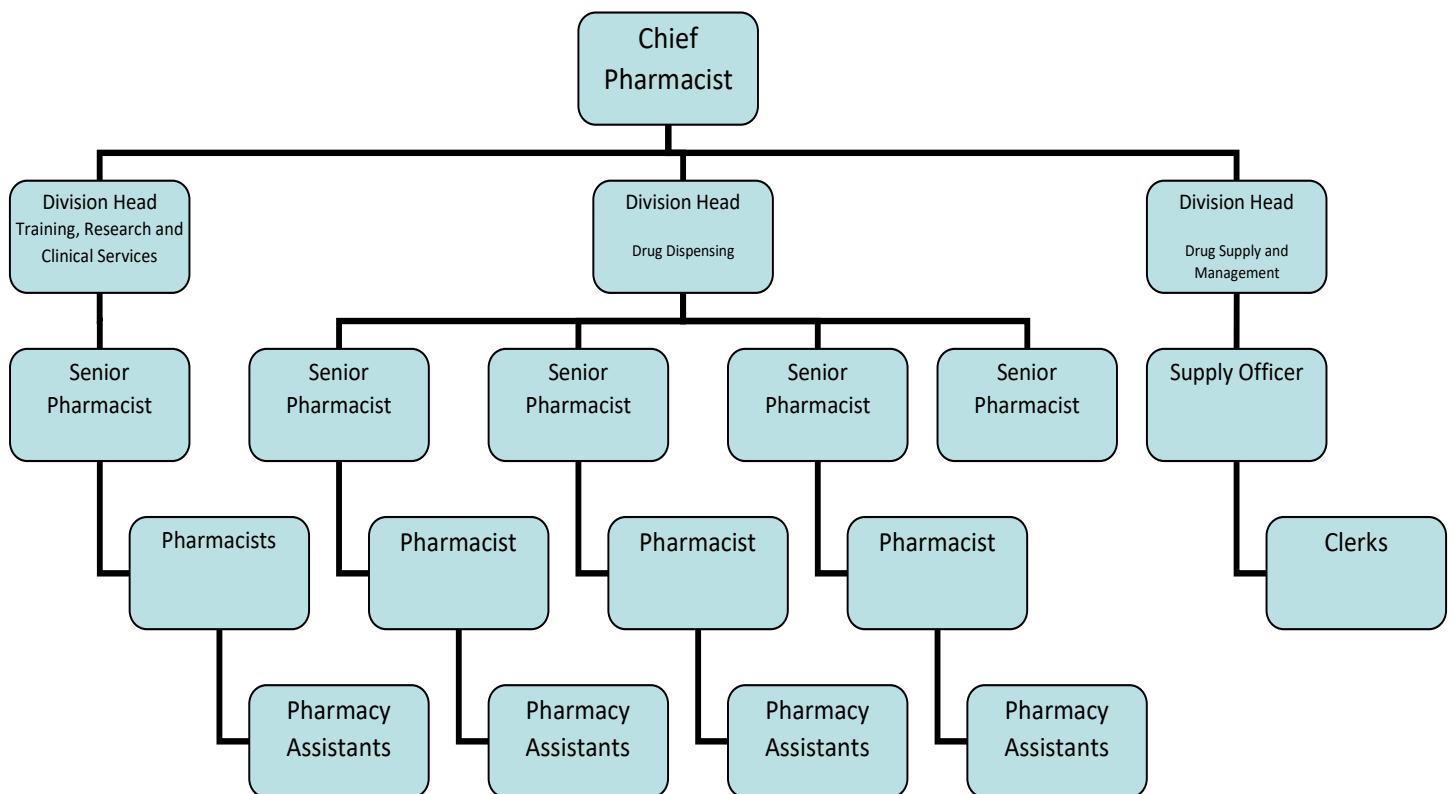 Chief
Pharmacist
Division Head
Training, Research and
Clinical Services
Division Head
Drug Dispensing
Division Head
Drug Supply and
Management
Senior
Pharmacist
Senior
Pharmacist
Senior
Pharmacist
Senior
Pharmacist
Senior
Pharmacist
Supply Officer
Pharmacists
Pharmacist
Pharmacist
Pharmacist
Clerks
Pharmacy
Assistants
Pharmacy
Assistants
Pharmacy
Assistants
Pharmacy
Assistants